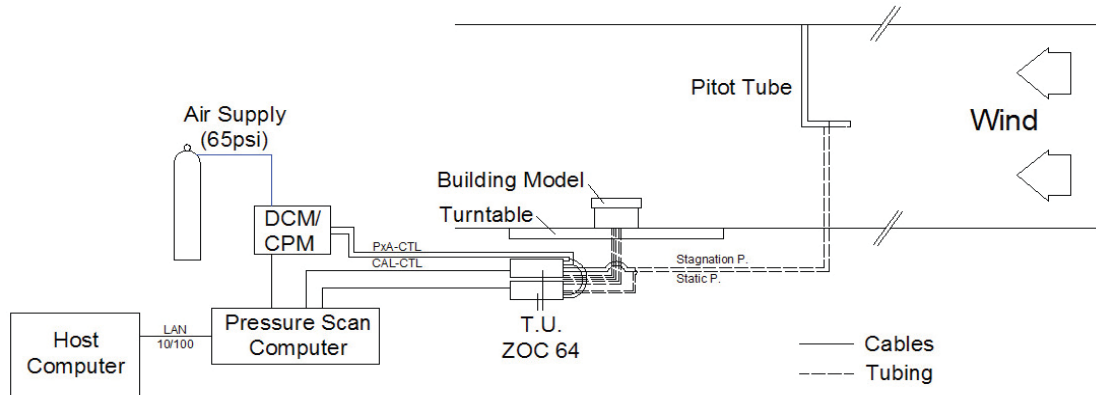 Air Supply
(65psi)
Pitot Tube
Wind
Building Model
Turntable
DCM/
CPM
PxA-CTL
CAL-CTL
Stagnation P.
Static P.
T.U.
ZOC 64
Host
Computer
LAN
10/100
Pressure Scan
Computer
Cables
Tubing